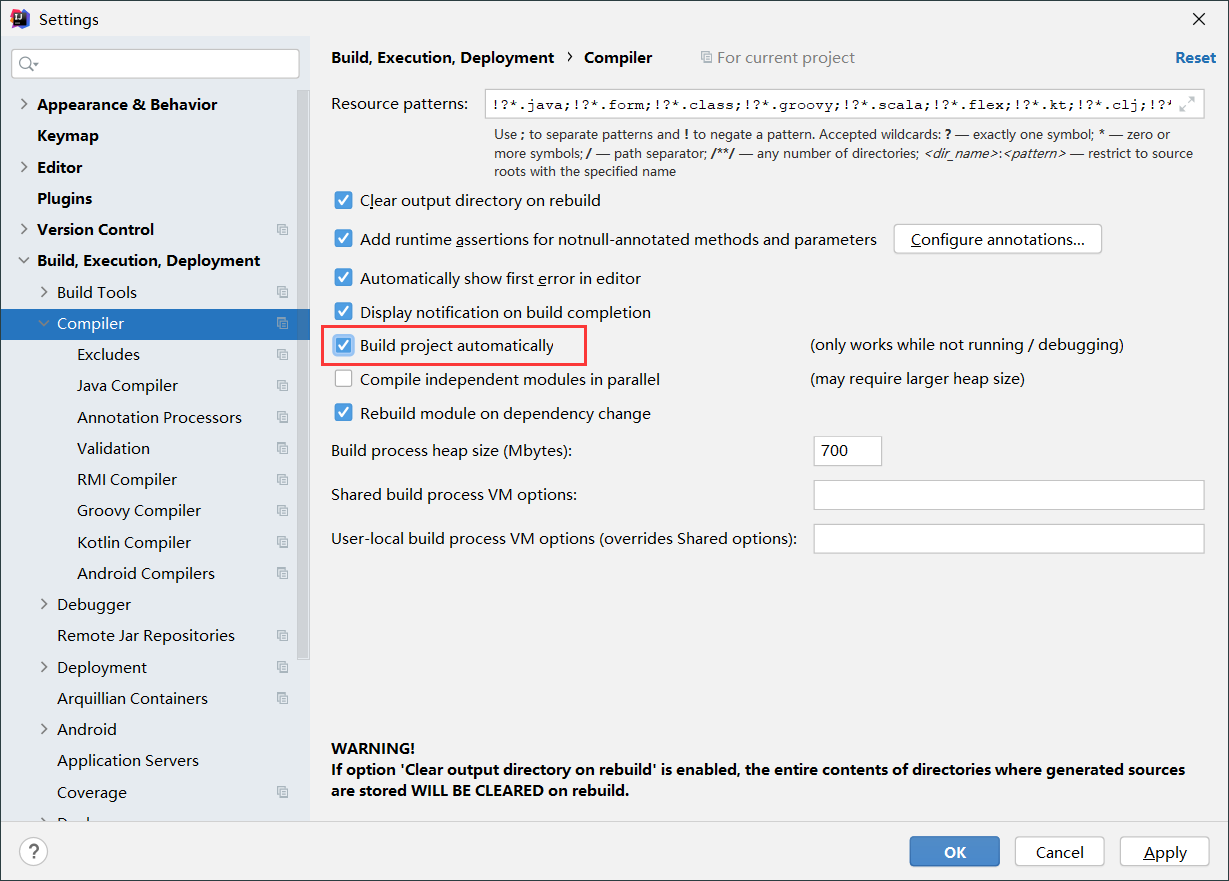 Settings
Appearance & Behavior
Keymap
Editor
Plugins
Version Control
Build, Execution, Deployment
Build Tools
Compiler
Excludes
Java Compiler
Annotation Processors
Validation
RMI Compiler
Groovy Compiler
Kotlin Compiler
Android Compilers
Debugger
Remote Jar Repositories
Deployment
Arquillian Containers
Android
Application Servers
Coverage
Build, Execution, Deployment › Compiler For current project Reset
Resource patterns: !?*.java;!?*.form;!?*.class;!?*.groovy;!?*.scala;!?*.flex;!?*.kt;!?*.clj;!?*
Use ; to separate patterns and ! to negate a pattern. Accepted wildcards: ? — exactly one symbol; * — zero or
more symbols; / — path separator; /**/ — any number of directories; <dir_name>:<pattern> — restrict to source
roots with the specified name
Clear output directory on rebuild
Add runtime assertions for notnull-annotated methods and parameters Configure annotations...
Automatically show first error in editor
Display notification on build completion
Build project automatically (only works while not running / debugging)
Compile independent modules in parallel (may require larger heap size)
Rebuild module on dependency change
Build process heap size (Mbytes): 700
Shared build process VM options:
User-local build process VM options (overrides Shared options):
WARNING!
If option 'Clear output directory on rebuild' is enabled, the entire contents of directories where generated sources
are stored WILL BE CLEARED on rebuild.
? OK Cancel Apply